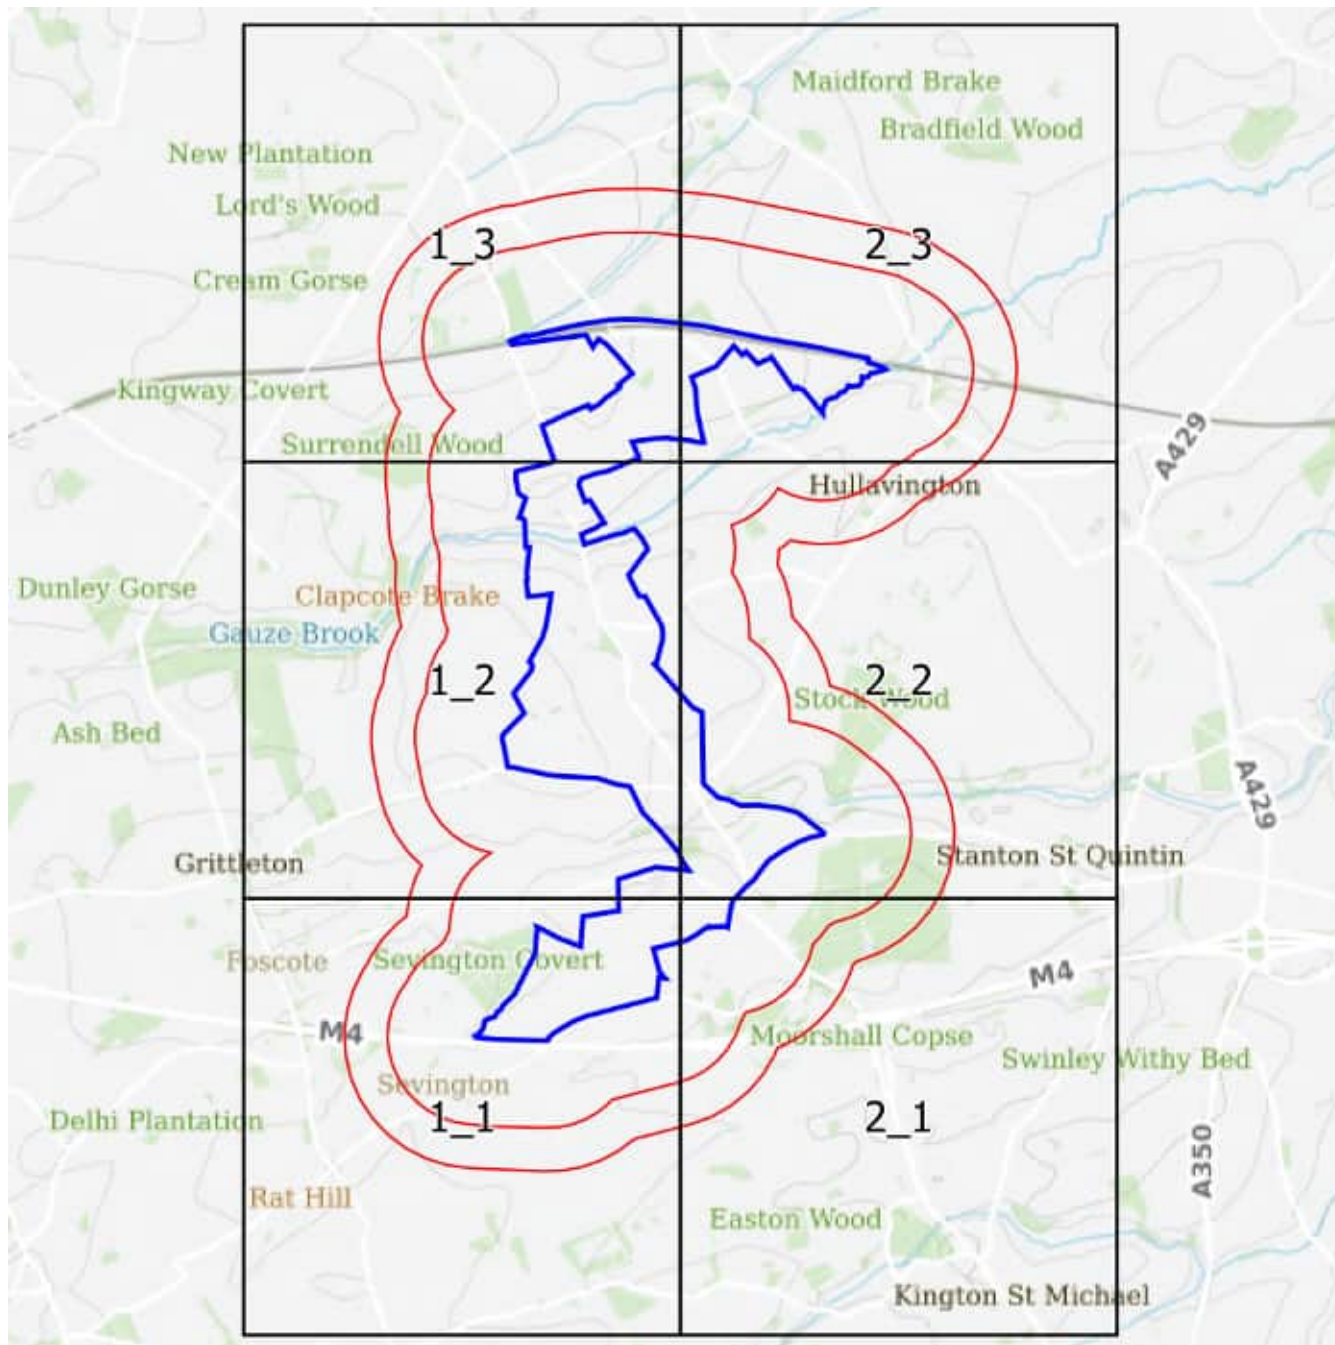 Maidford Brake
Bradfield Wood
New Plantation
Lord's Wood
1_3
2_3
Cream Gorse
Kingway Covert
A429
Surrendell Wood
Hullavington
Dunley Gorse
Clapcote Brake
Gauze Brook
1_2
2_2
Stock Wood
Ash Bed
A429
Grittleton
Stanton St Quintin
Foscote
Sevington Covert
M4
M4
Moorshall Copse
Swinley Withy Bed
Sevington
Delhi Plantation
1_1
2_1
A350
Rat Hill
Easton Wood
Kington St Michael